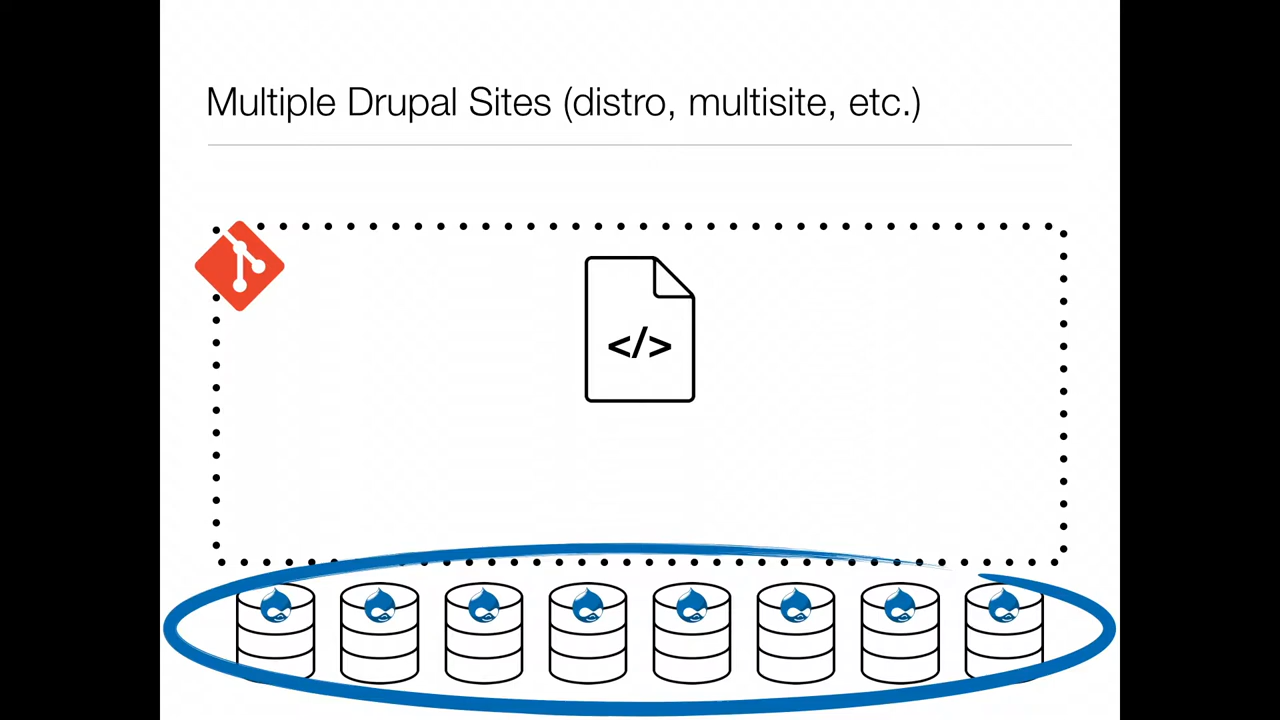 Multiple Drupal Sites (distro, multisite, etc.)
</>